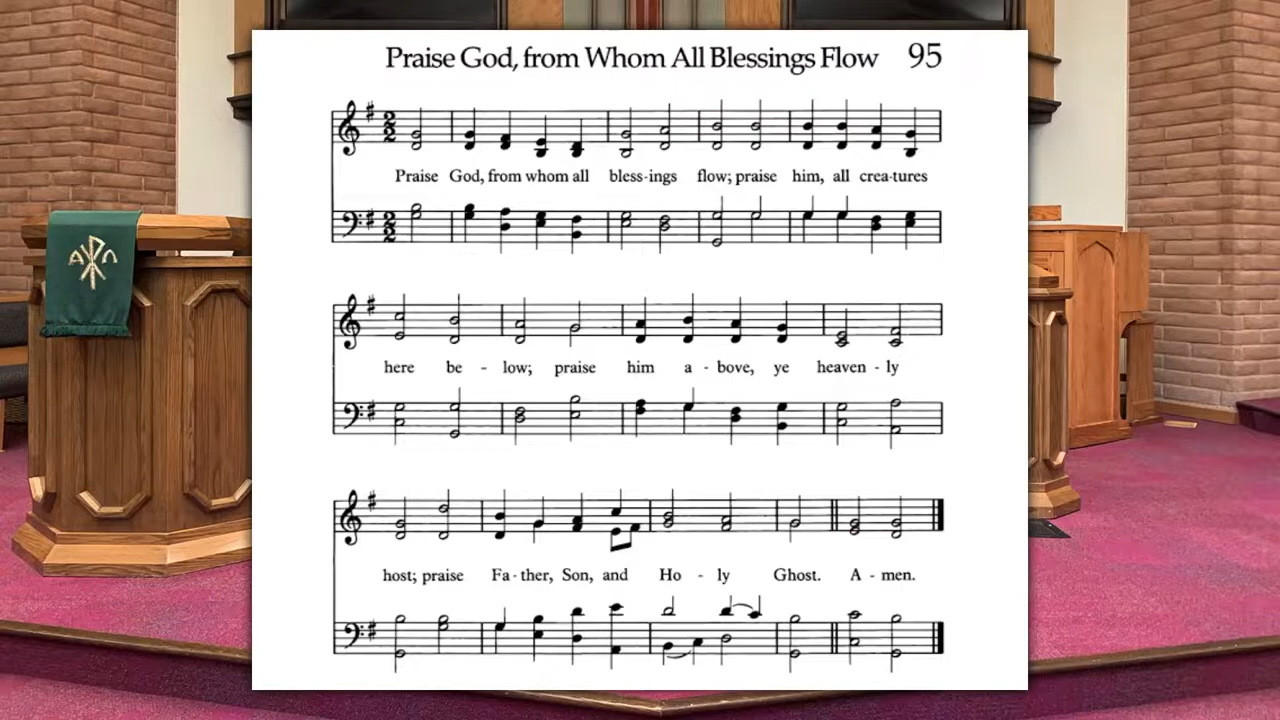 Praise God, from Whom All Blessings Flow 95
Praise God, from whom all bless-ings flow; praise him, all crea-tures
here be - low; praise him a - bove, ye heaven - ly
host; praise Fa - ther, Son, and Ho - ly Ghost. A - men.